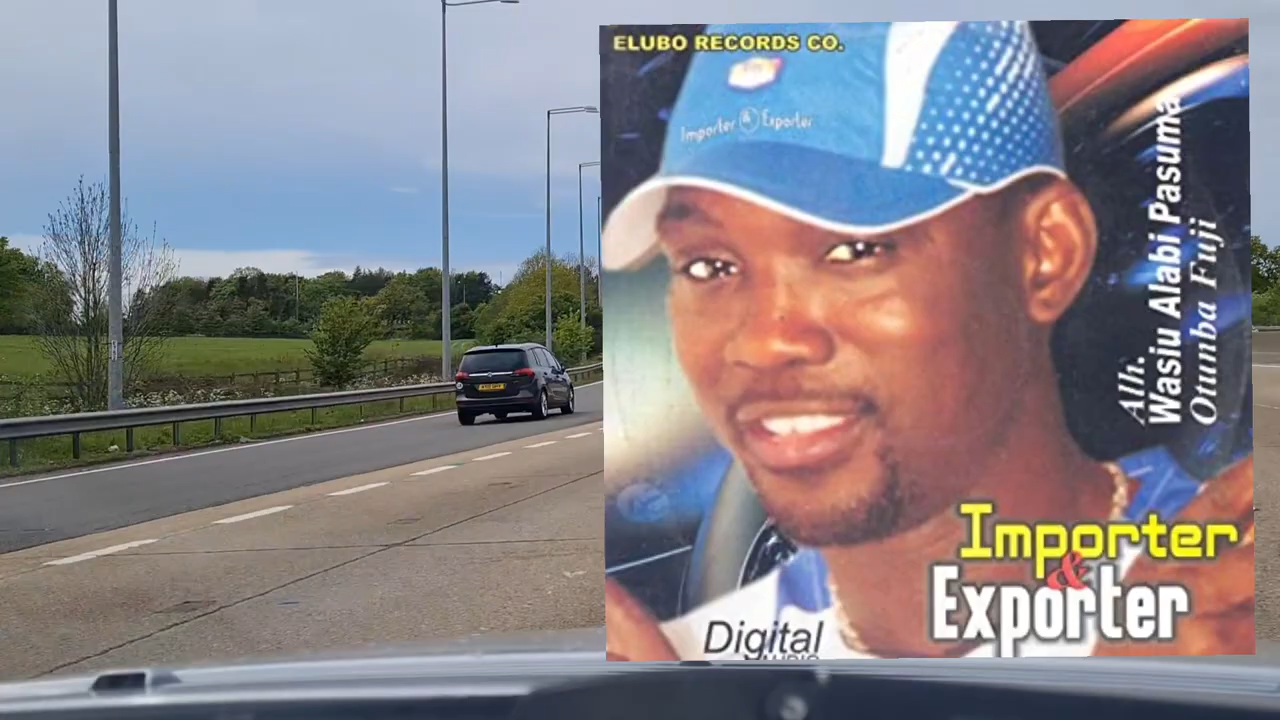 ELUBO RECORDS CO.
Importer & Exporter
Alh.
Wasiu Alabi Pasuma
Otunba Fuji
Importer
&
Exporter
Digital